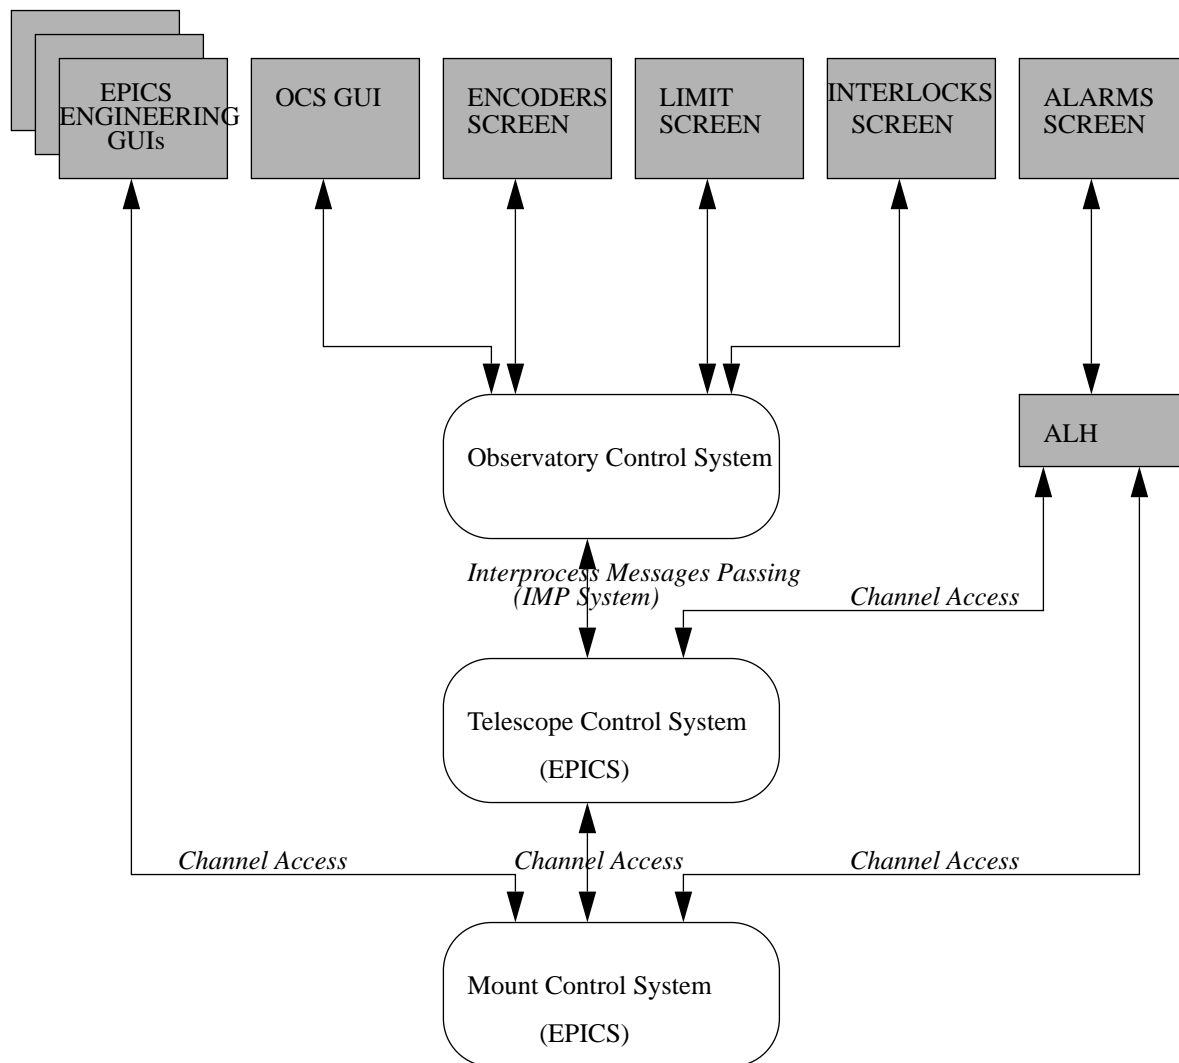 EPICS
ENGINEERING
GUIs
OCS GUI
ENCODERS
SCREEN
LIMIT
SCREEN
INTERLOCKS
SCREEN
ALARMS
SCREEN
Observatory Control System
ALH
Interprocess Messages Passing
(IMP System)
Channel Access
Telescope Control System
(EPICS)
Channel Access
Channel Access
Channel Access
Mount Control System
(EPICS)